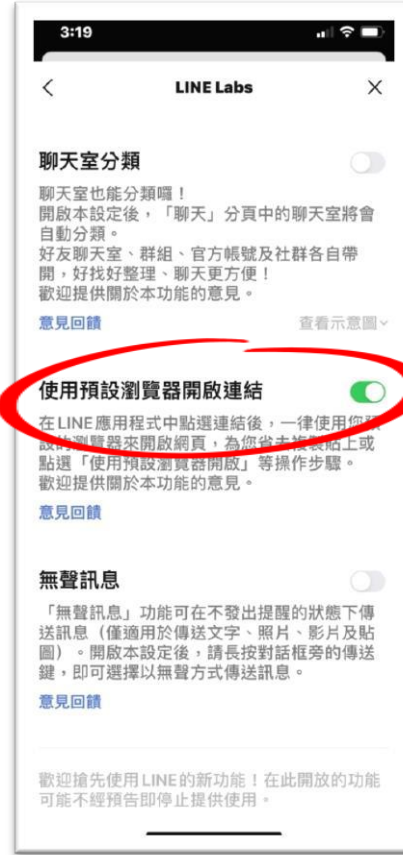 3:19
LINE Labs
聊天室分類
聊天室也能分類囉！
開啟本設定後，「聊天」分頁中的聊天室將會
自動分類。
好友聊天室、群組、官方帳號及社群各自帶
開，好找好整理、聊天更方便！
歡迎提供關於本功能的意見。
意見回饋
查看示意圖
使用預設瀏覽器開啟連結
在LINE應用程式中點選連結後，一律使用您預
設的瀏覽器來開啟網頁，為您省去複製貼上或
點選「使用預設瀏覽器開啟」等操作步驟。
歡迎提供關於本功能的意見。
意見回饋
無聲訊息
「無聲訊息」功能可在不發出提醒的狀態下傳
送訊息（僅適用於傳送文字、照片、影片及貼
圖）。開啟本設定後，請長按對話框旁的傳送
鍵，即可選擇以無聲方式傳送訊息。
意見回饋
歡迎搶先使用LINE的新功能！在此開放的功能
可能不經預告即停止提供使用。